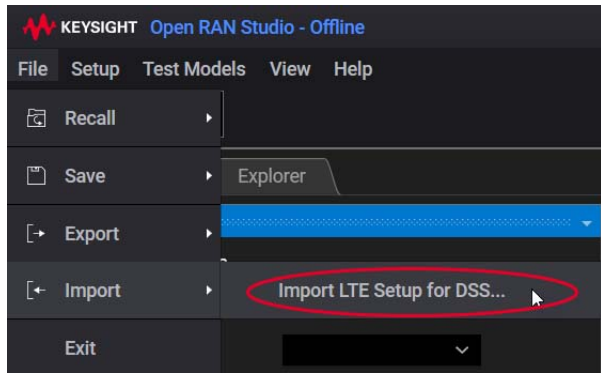 KEYSIGHT Open RAN Studio - Offline
File Setup Test Models View Help
Recall
Save
Explorer
Export
Import
Import LTE Setup for DSS...
Exit